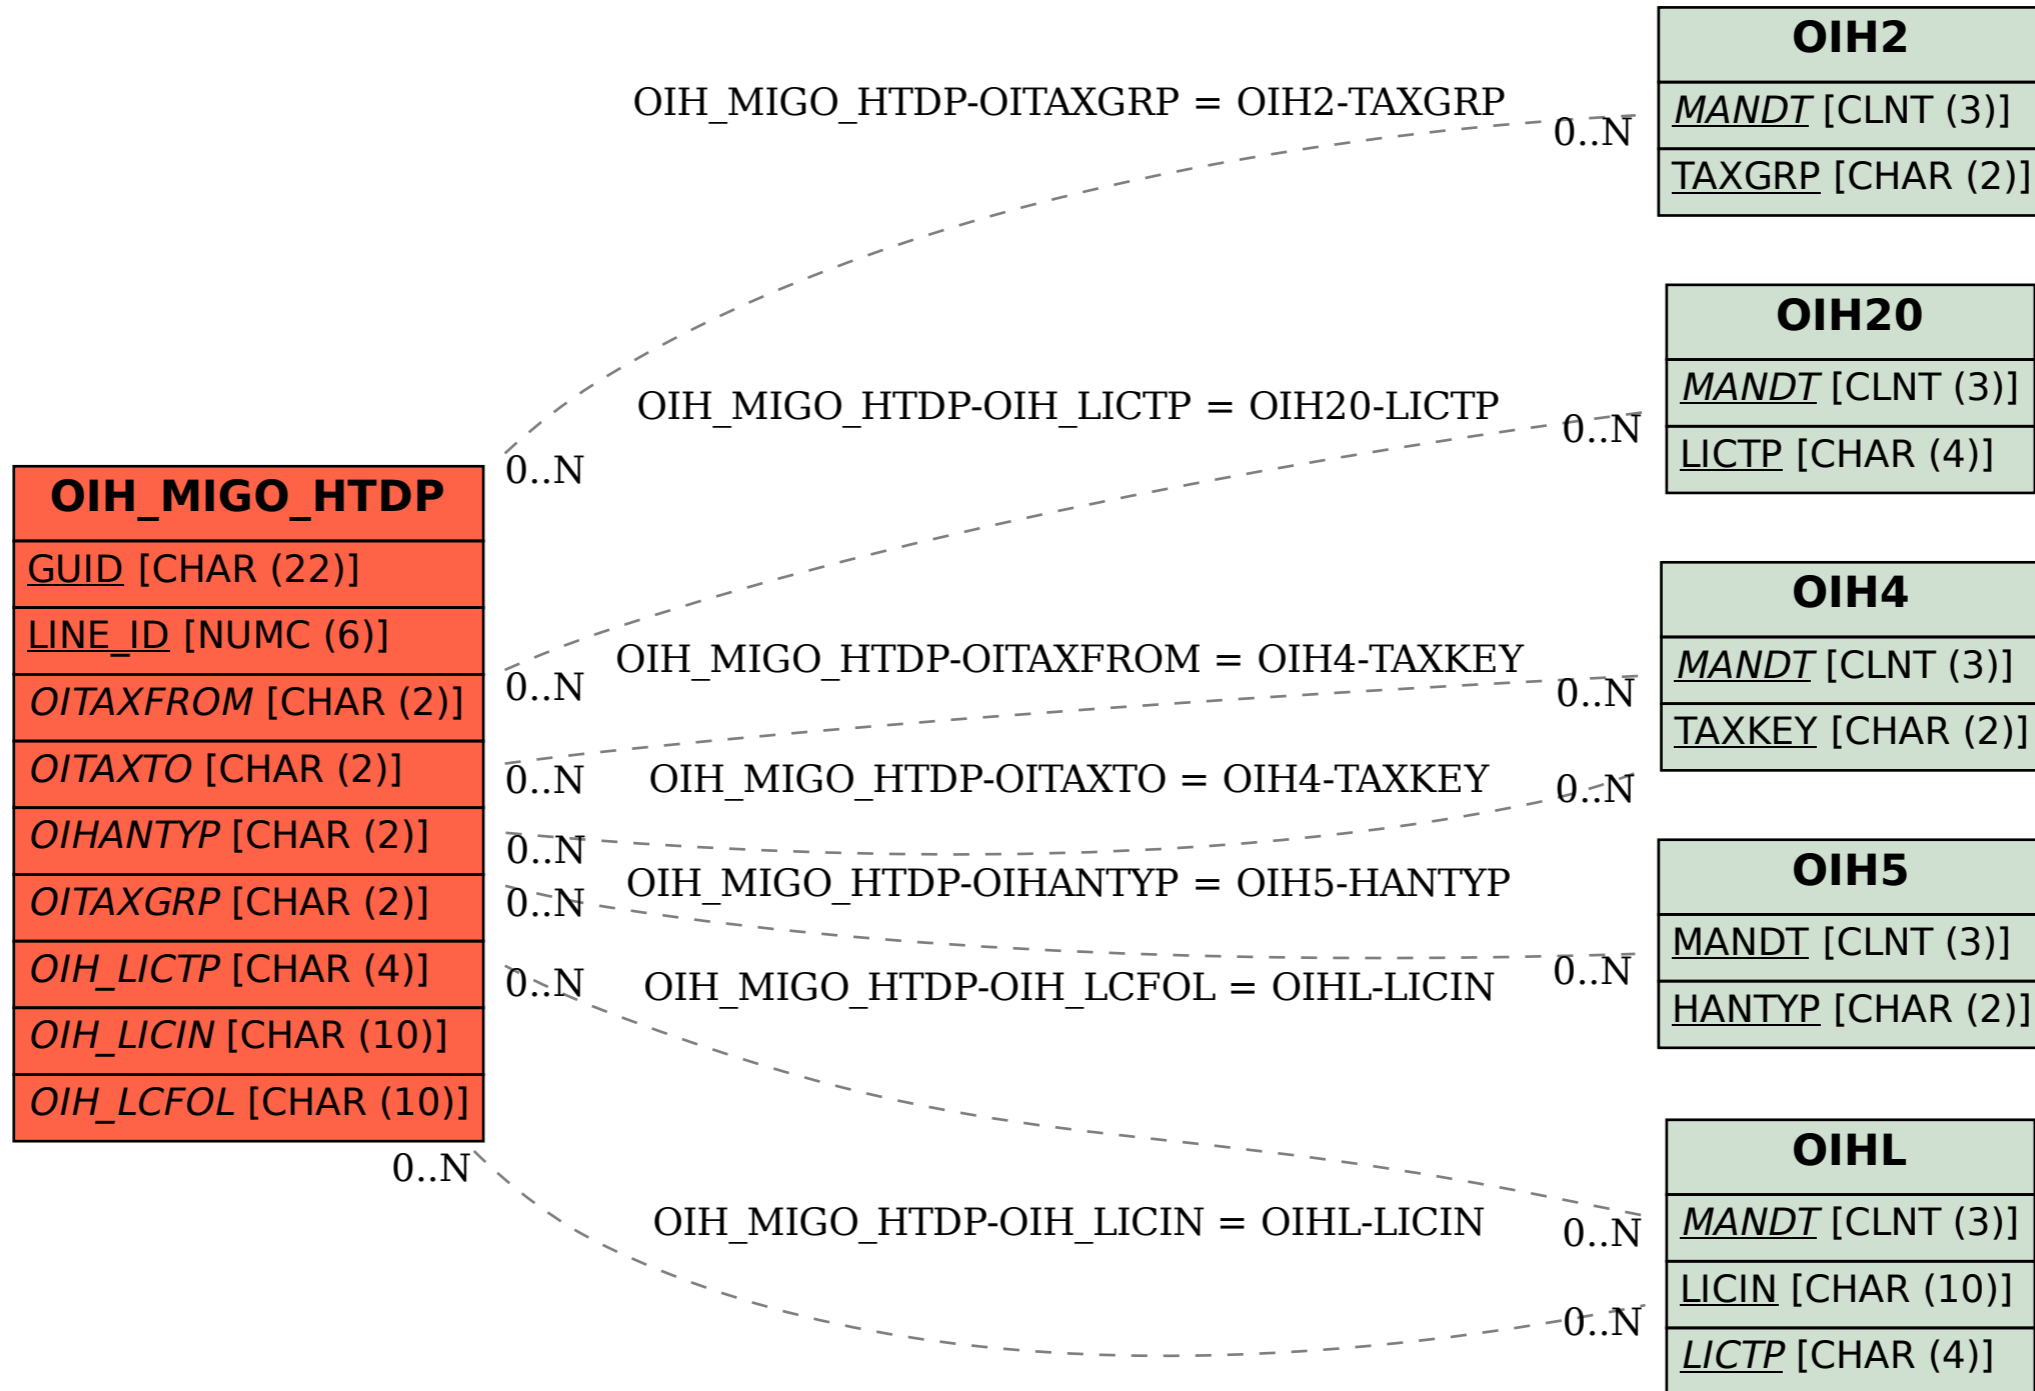 OIH2
MANDT [CLNT (3)]
TAXGRP [CHAR (2)]
OIH_MIGO_HTDP-OITAXGRP = OIH2-TAXGRP
0..N
0..N
OIH20
MANDT [CLNT (3)]
LICTP [CHAR (4)]
OIH_MIGO_HTDP-OIH_LICTP = OIH20-LICTP
0..N
0..N
OIH_MIGO_HTDP
GUID [CHAR (22)]
LINE_ID [NUMC (6)]
OITAXFROM [CHAR (2)]
OITAXTO [CHAR (2)]
OIHANTYP [CHAR (2)]
OITAXGRP [CHAR (2)]
OIH_LICTP [CHAR (4)]
OIH_LICIN [CHAR (10)]
OIH_LCFOL [CHAR (10)]
OIH4
MANDT [CLNT (3)]
TAXKEY [CHAR (2)]
OIH_MIGO_HTDP-OITAXFROM = OIH4-TAXKEY
0..N
0..N
OIH_MIGO_HTDP-OITAXTO = OIH4-TAXKEY
0..N
0..N
OIH5
MANDT [CLNT (3)]
HANTYP [CHAR (2)]
OIH_MIGO_HTDP-OIHANTYP = OIH5-HANTYP
0..N
0..N
OIH_MIGO_HTDP-OIH_LCFOL = OIHL-LICIN
0..N
0..N
OIHL
MANDT [CLNT (3)]
LICIN [CHAR (10)]
LICTP [CHAR (4)]
OIH_MIGO_HTDP-OIH_LICIN = OIHL-LICIN
0..N
0..N